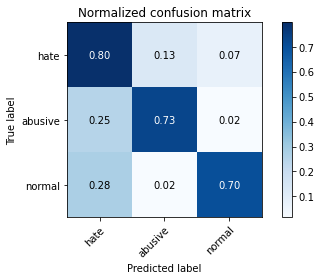 Normalized confusion matrix
hate 0.80 0.13 0.07
abusive 0.25 0.73 0.02
normal 0.28 0.02 0.70
hate abusive normal
True label
Predicted label
0.7
0.6
0.5
0.4
0.3
0.2
0.1